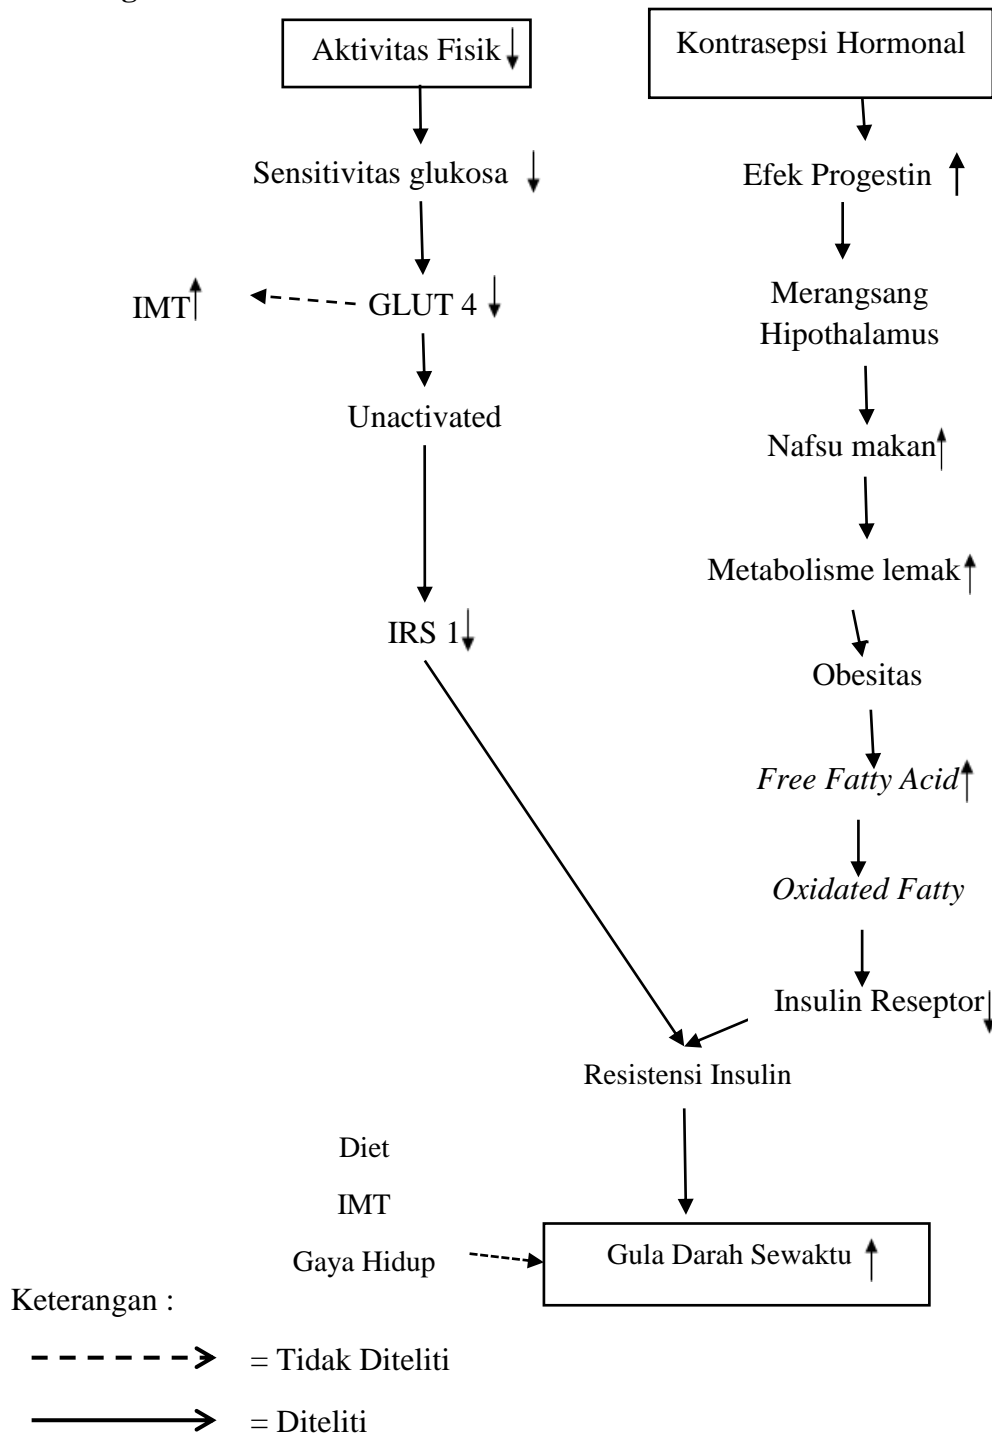 Aktivitas Fisik
Kontrasepsi Hormonal
Sensitivitas glukosa
Efek Progestin
IMT
GLUT 4
Merangsang
Hipothalamus
Unactivated
Nafsu makan
Metabolisme lemak
IRS 1
Obesitas
Free Fatty Acid
Oxidated Fatty
Insulin Reseptor
Resistensi Insulin
Diet
IMT
Gaya Hidup
Gula Darah Sewaktu
Keterangan :
= Tidak Diteliti
= Diteliti